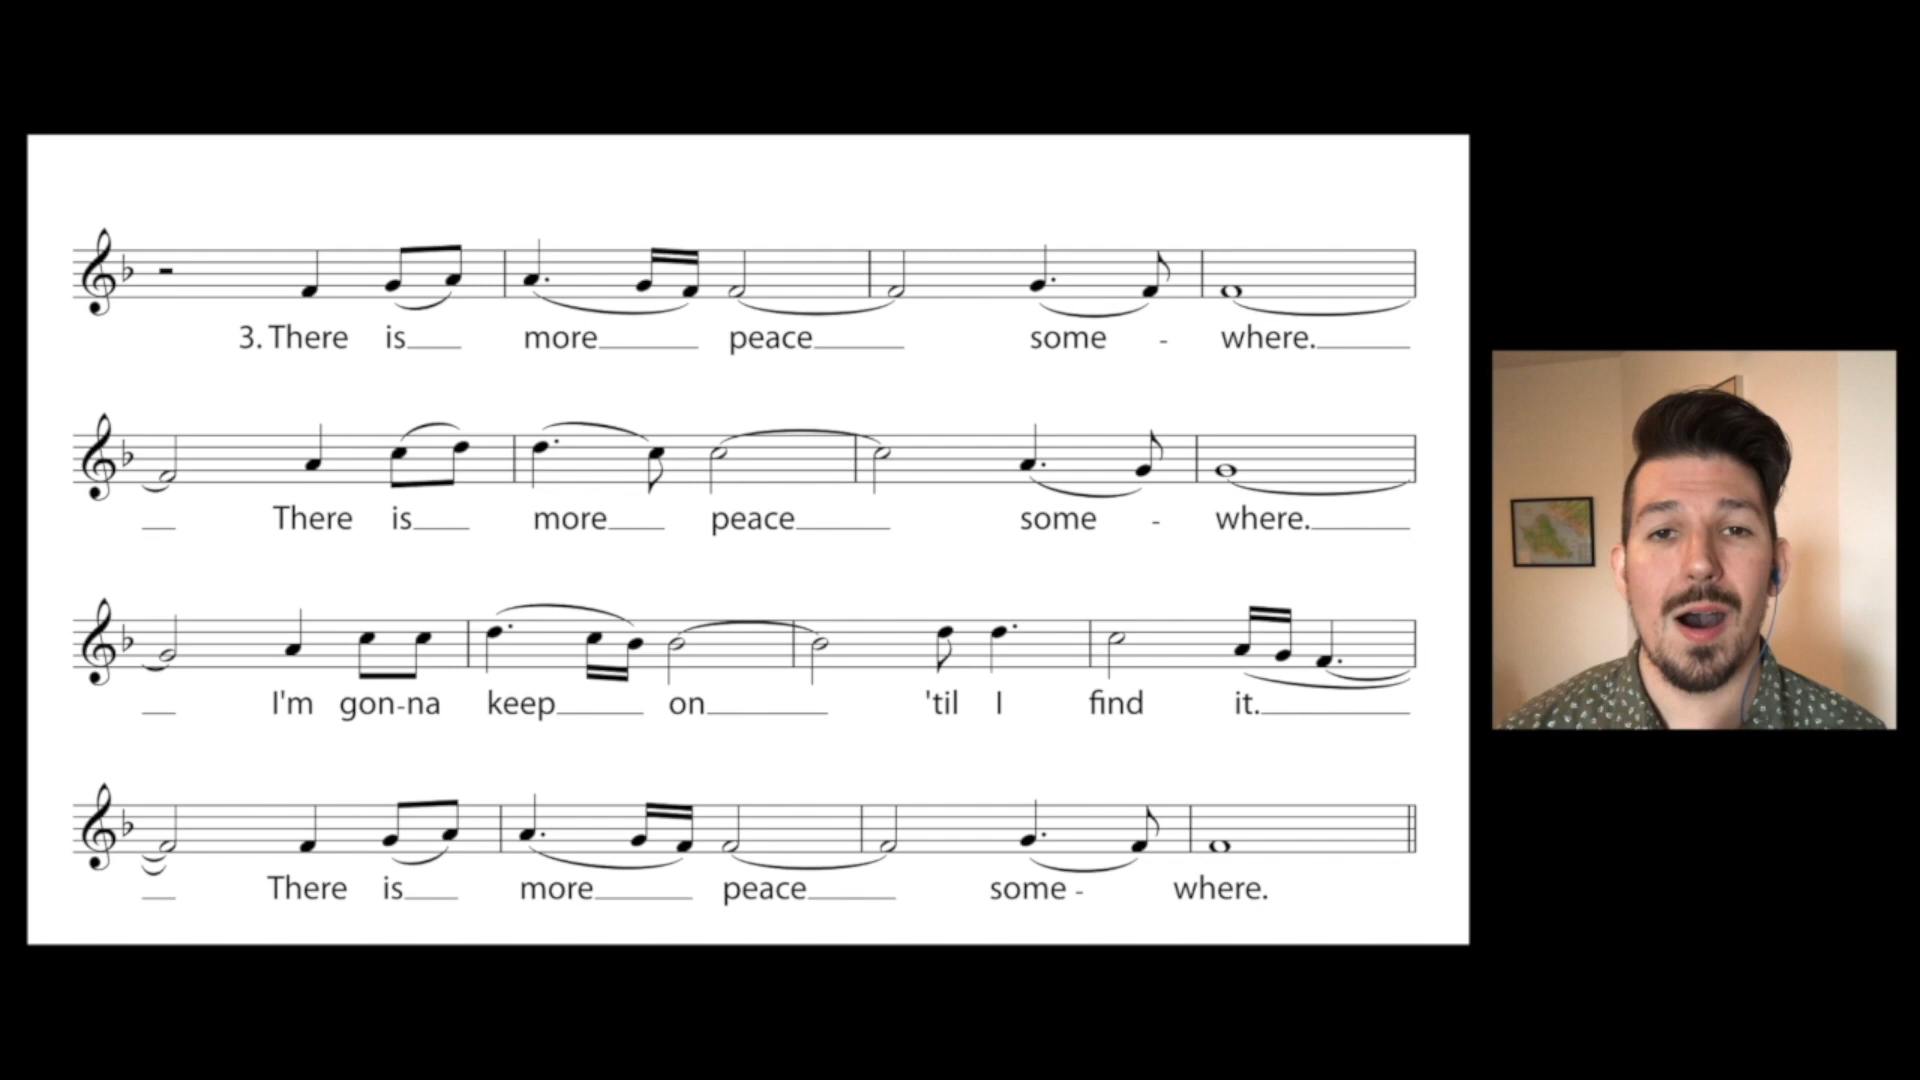 3. There is more peace some - where.
There is more peace some - where.
I'm gon-na keep on 'til I find it.
There is more peace some - where.